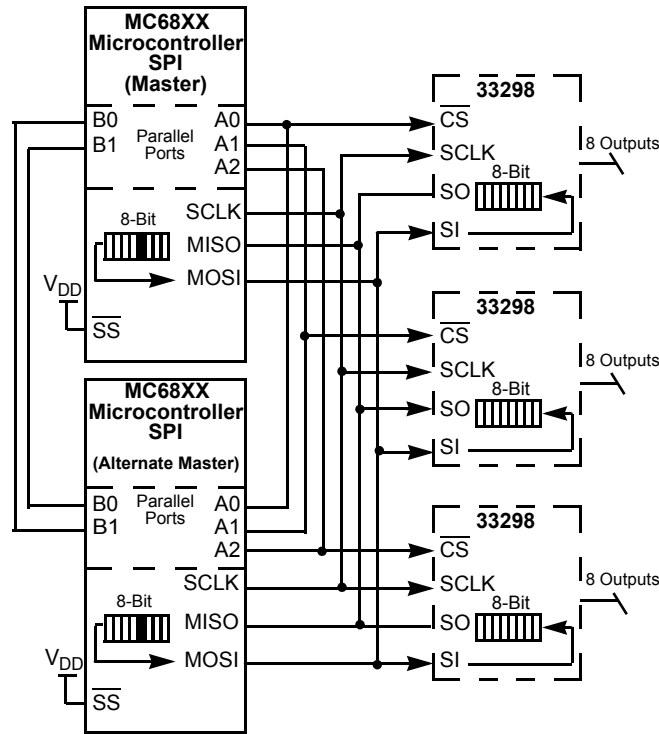 MC68XX
Microcontroller
SPI
(Master)
B0
B1
Parallel
Ports
A0
A1
A2
8-Bit
SCLK
MISO
MOSI
VDD
SS
MC68XX
Microcontroller
SPI
(Alternate Master)
B0
B1
Parallel
Ports
A0
A1
A2
8-Bit
SCLK
MISO
MOSI
VDD
SS
33298
CS
SCLK
8-Bit
SO
SI
8 Outputs
33298
CS
SCLK
8-Bit
SO
SI
8 Outputs
33298
CS
SCLK
8-Bit
SO
SI
8 Outputs